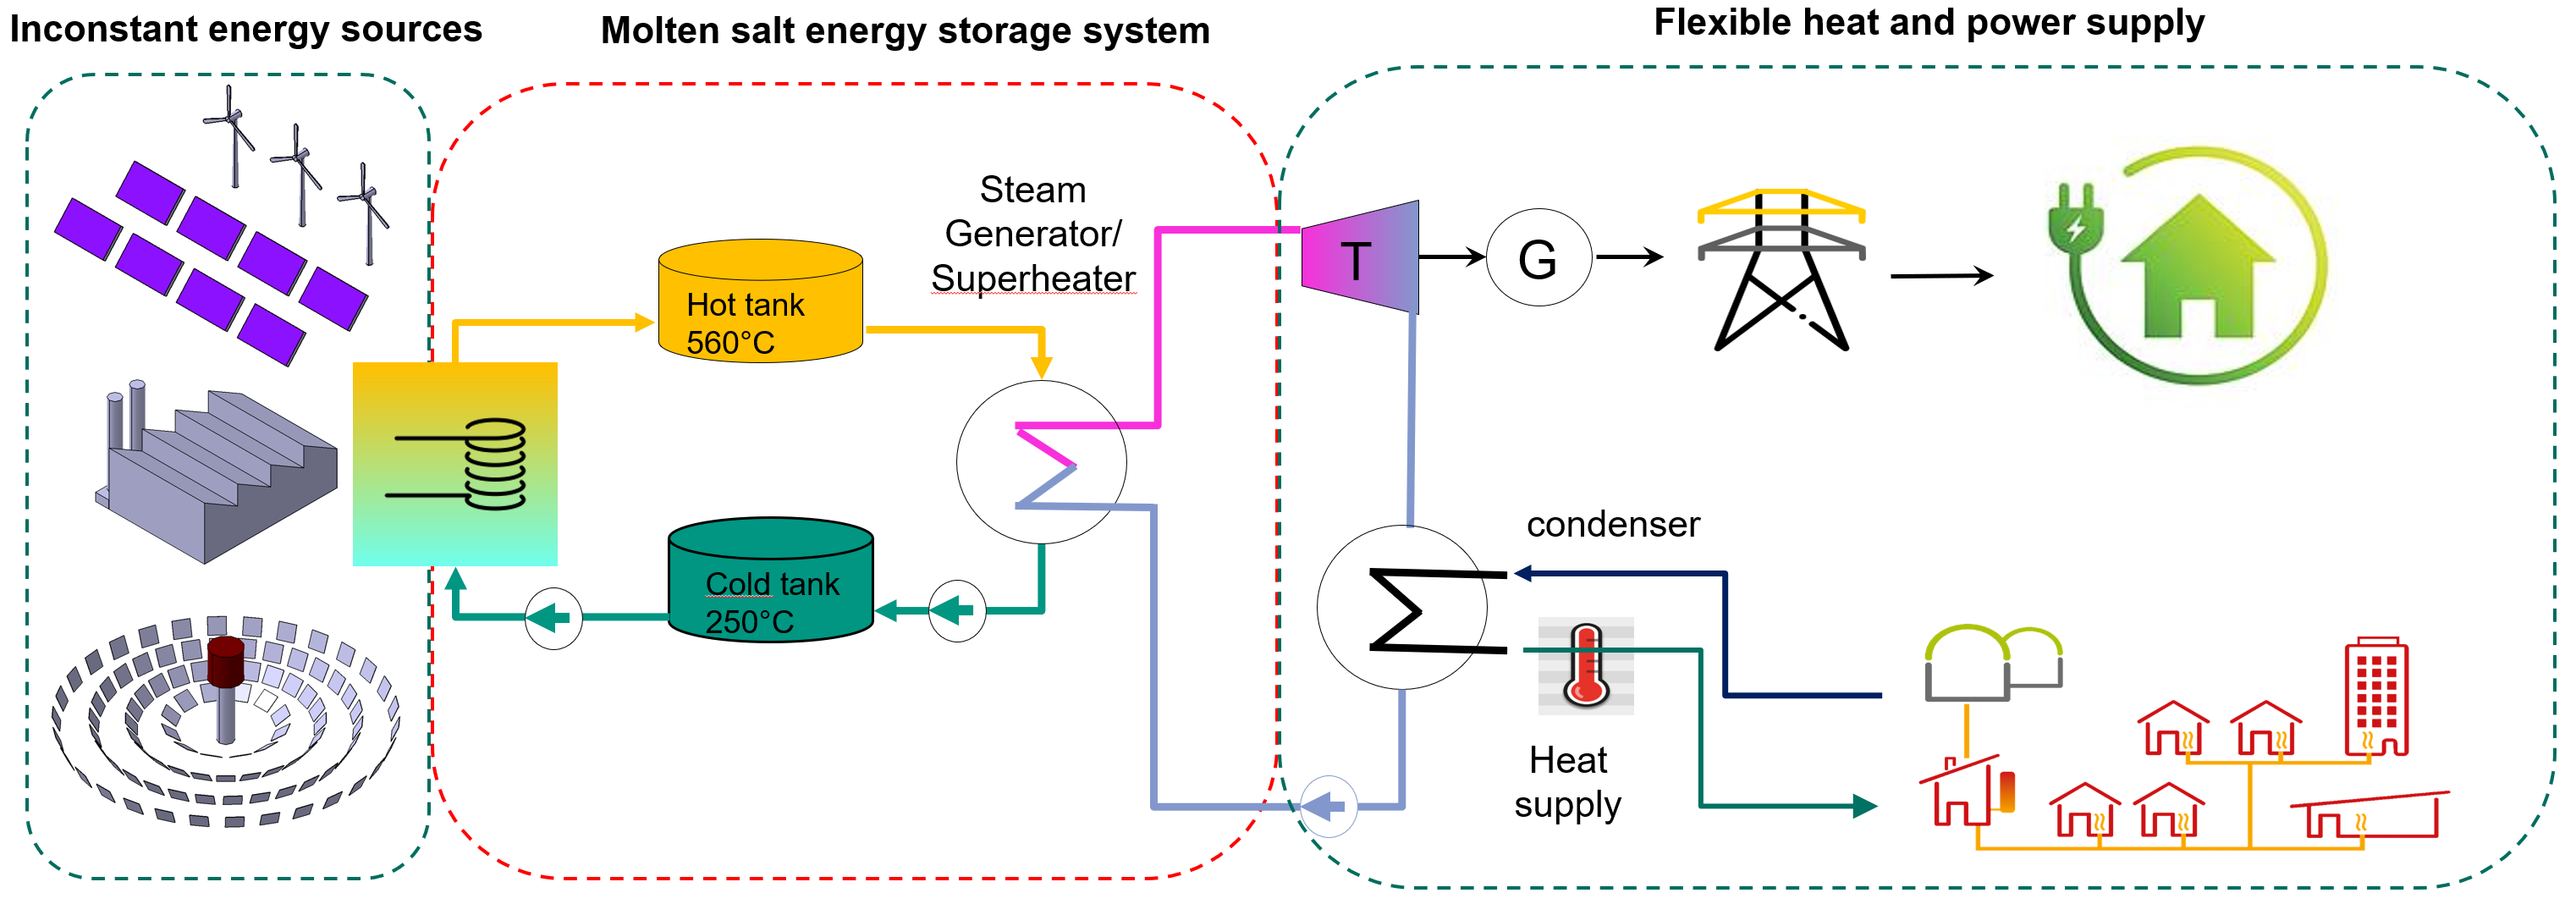 Inconstant energy sources
Molten salt energy storage system
Flexible heat and power supply
Steam
Generator/
Superheater
Hot tank
560°C
T
G
Cold tank
250°C
condenser
Heat
supply